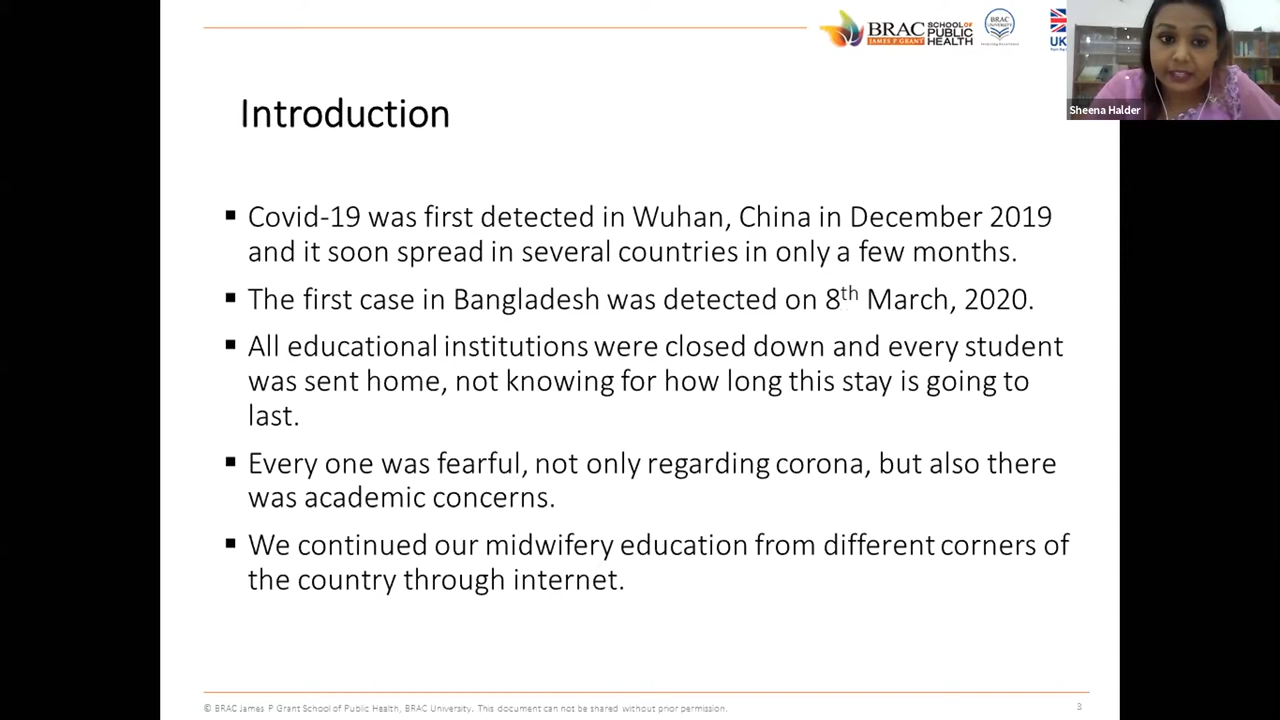 BRAC
JAMES P GRANT
SCHOOL OF
PUBLIC
HEALTH
BRAC
UNIVERSITY
UK
Sheena Halder
Introduction
▪ Covid-19 was first detected in Wuhan, China in December 2019
and it soon spread in several countries in only a few months.
▪ The first case in Bangladesh was detected on 8th March, 2020.
▪ All educational institutions were closed down and every student
was sent home, not knowing for how long this stay is going to
last.
▪ Every one was fearful, not only regarding corona, but also there
was academic concerns.
▪ We continued our midwifery education from different corners of
the country through internet.
© BRAC James P Grant School of Public Health, BRAC University. This document can not be shared without prior permission.
3